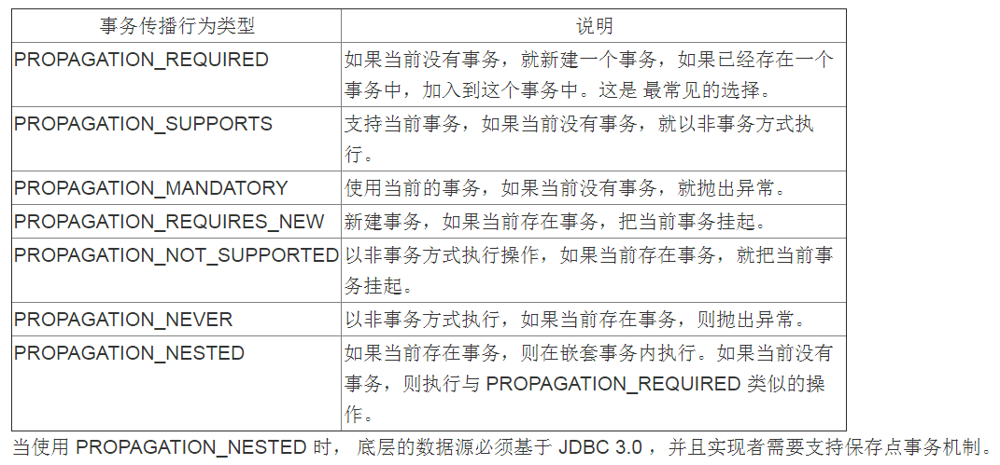 事务传播行为类型 说明
PROPAGATION_REQUIRED 如果当前没有事务，就新建一个事务，如果已经存在一个
事务中，加入到这个事务中。这是 最常见的选择。
PROPAGATION_SUPPORTS 支持当前事务，如果当前没有事务，就以非事务方式执
行。
PROPAGATION_MANDATORY 使用当前的事务，如果当前没有事务，就抛出异常。
PROPAGATION_REQUIRES_NEW 新建事务，如果当前存在事务，把当前事务挂起。
PROPAGATION_NOT_SUPPORTED 以非事务方式执行操作，如果当前存在事务，就把当前事
务挂起。
PROPAGATION_NEVER 以非事务方式执行，如果当前存在事务，则抛出异常。
PROPAGATION_NESTED 如果当前存在事务，则在嵌套事务内执行。如果当前没有
事务，则执行与 PROPAGATION_REQUIRED 类似的操
作。
当使用 PROPAGATION_NESTED 时， 底层的数据源必须基于 JDBC 3.0 ，并且实现者需要支持保存点事务机制。